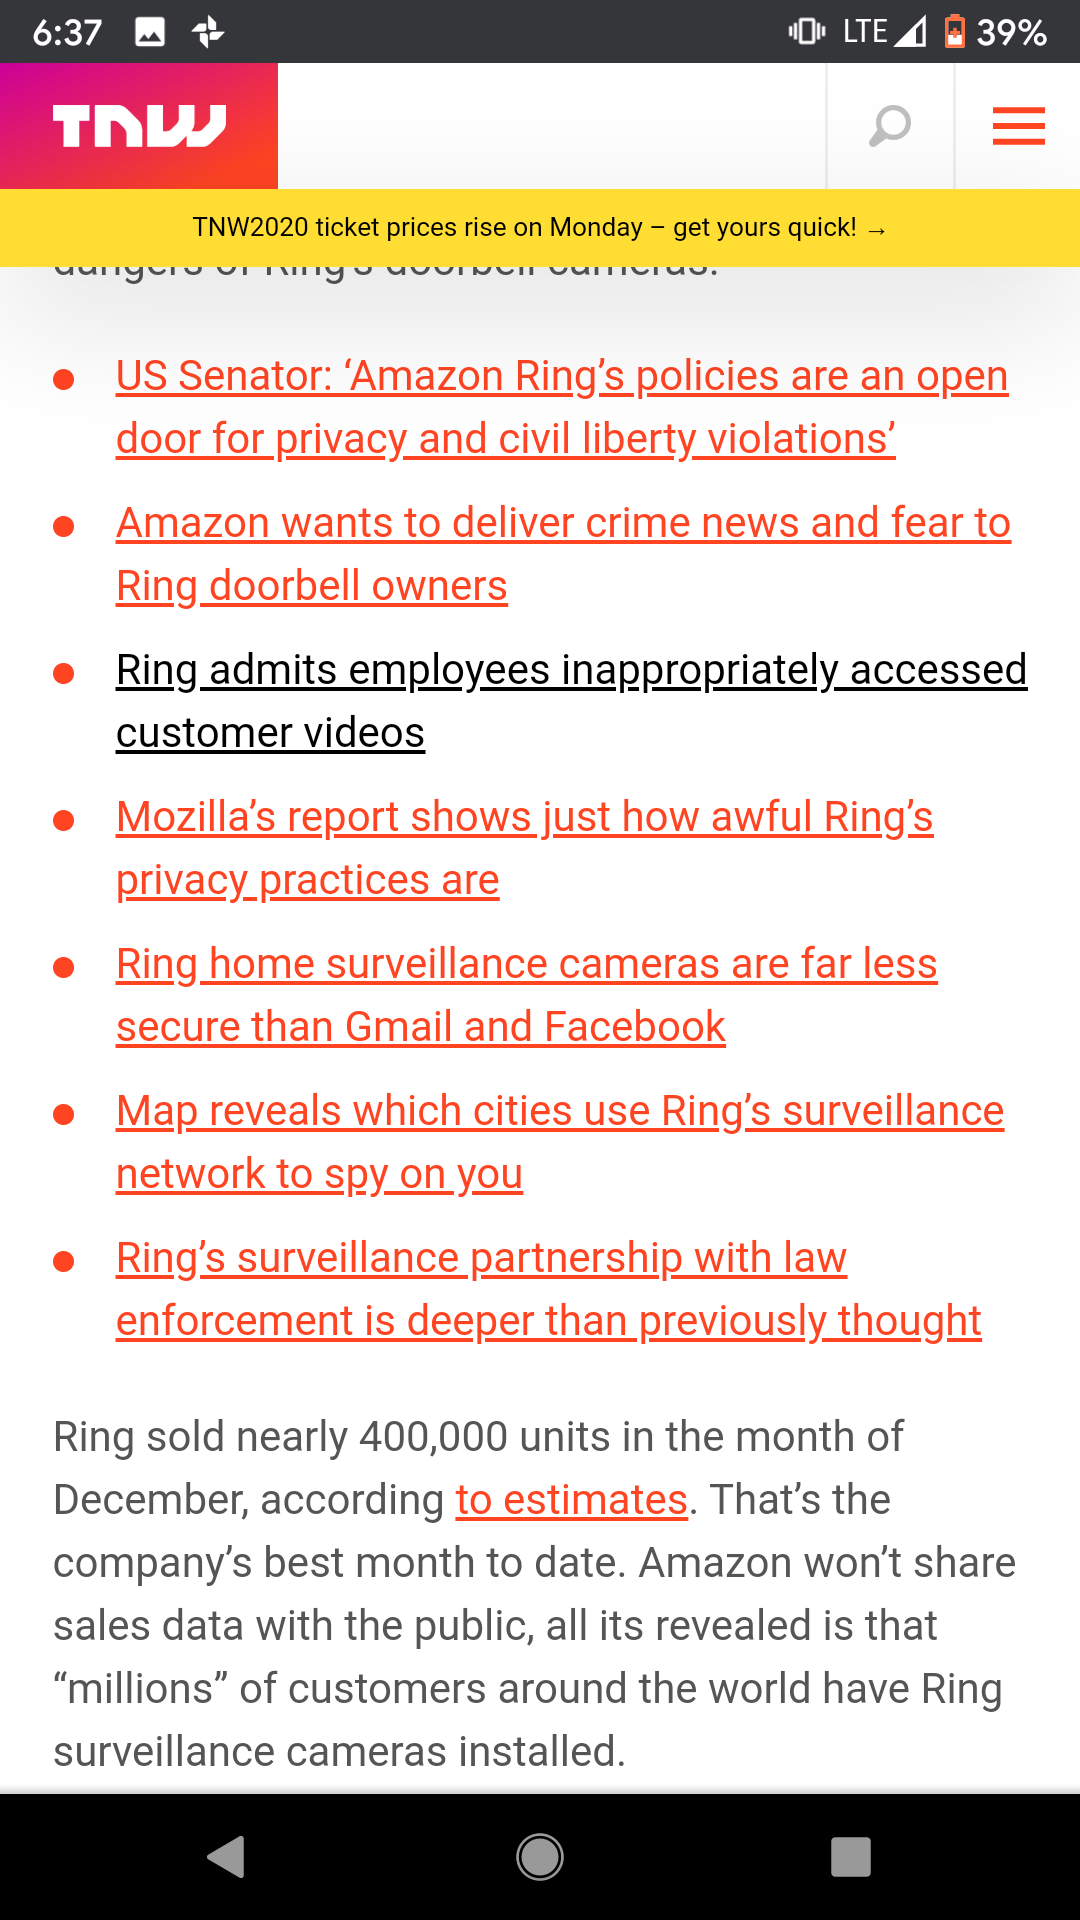 6:37 LTE 39%
TNW
TNW2020 ticket prices rise on Monday – get yours quick! →
dangers of Ring's doorbell cameras.
US Senator: ‘Amazon Ring’s policies are an open
door for privacy and civil liberty violations’
Amazon wants to deliver crime news and fear to
Ring doorbell owners
Ring admits employees inappropriately accessed
customer videos
Mozilla’s report shows just how awful Ring’s
privacy practices are
Ring home surveillance cameras are far less
secure than Gmail and Facebook
Map reveals which cities use Ring’s surveillance
network to spy on you
Ring’s surveillance partnership with law
enforcement is deeper than previously thought
Ring sold nearly 400,000 units in the month of
December, according to estimates. That’s the
company’s best month to date. Amazon won’t share
sales data with the public, all its revealed is that
“millions” of customers around the world have Ring
surveillance cameras installed.